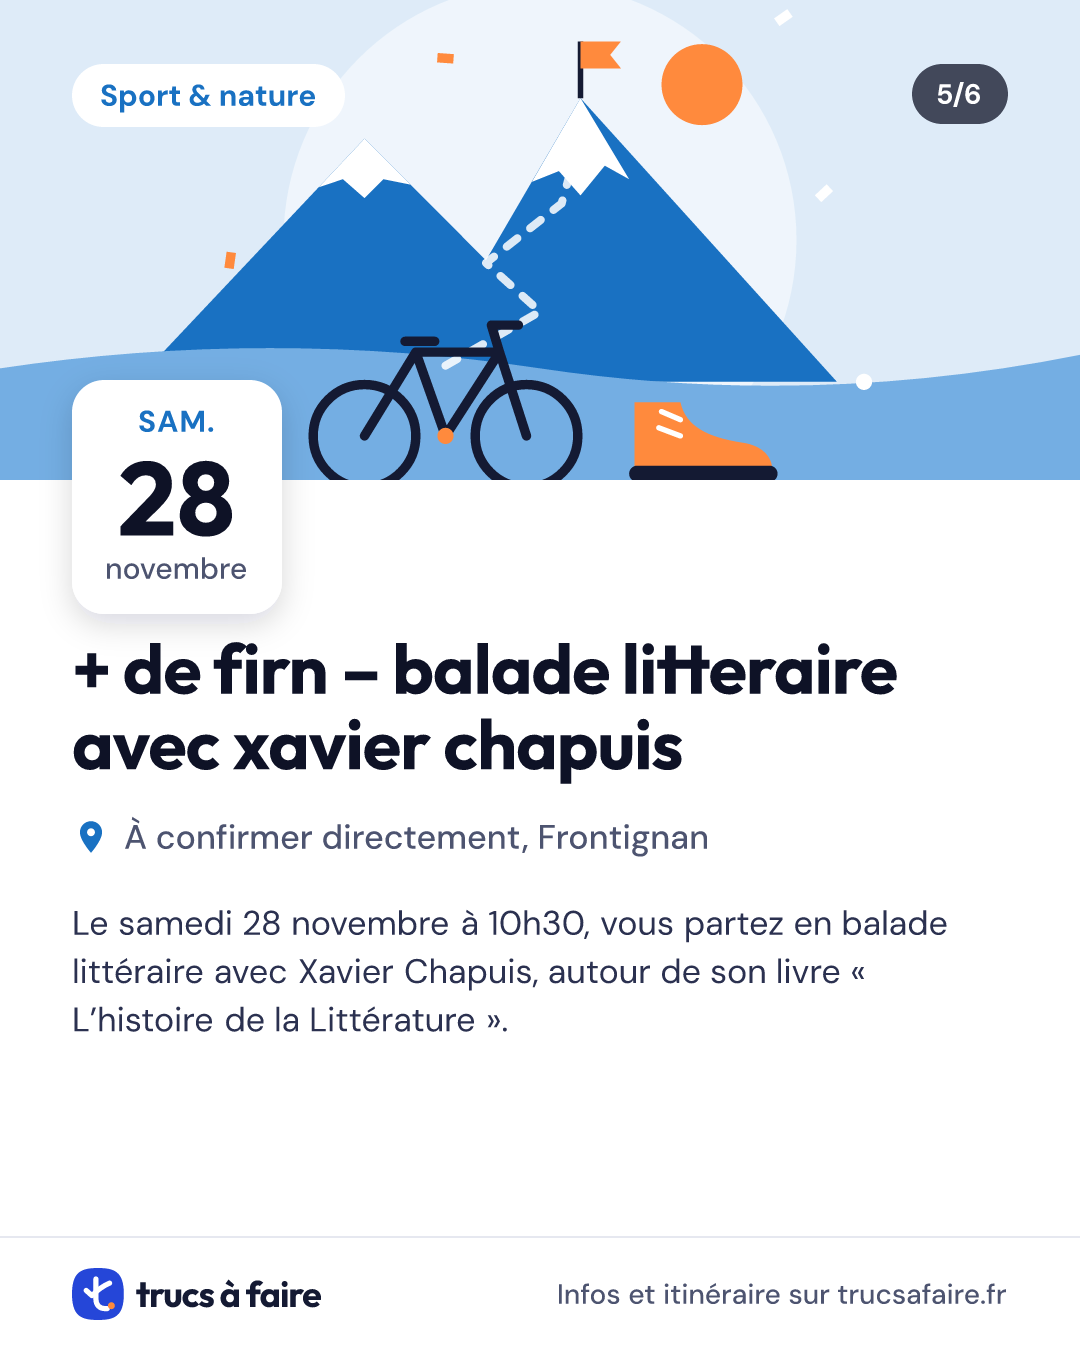 Sport & nature
5/6
SAM.
28
novembre
+ de firn – balade litteraire
avec xavier chapuis
À confirmer directement, Frontignan
Le samedi 28 novembre à 10h30, vous partez en balade
littéraire avec Xavier Chapuis, autour de son livre «
L’histoire de la Littérature ».
trucs à faire
Infos et itinéraire sur trucsafaire.fr